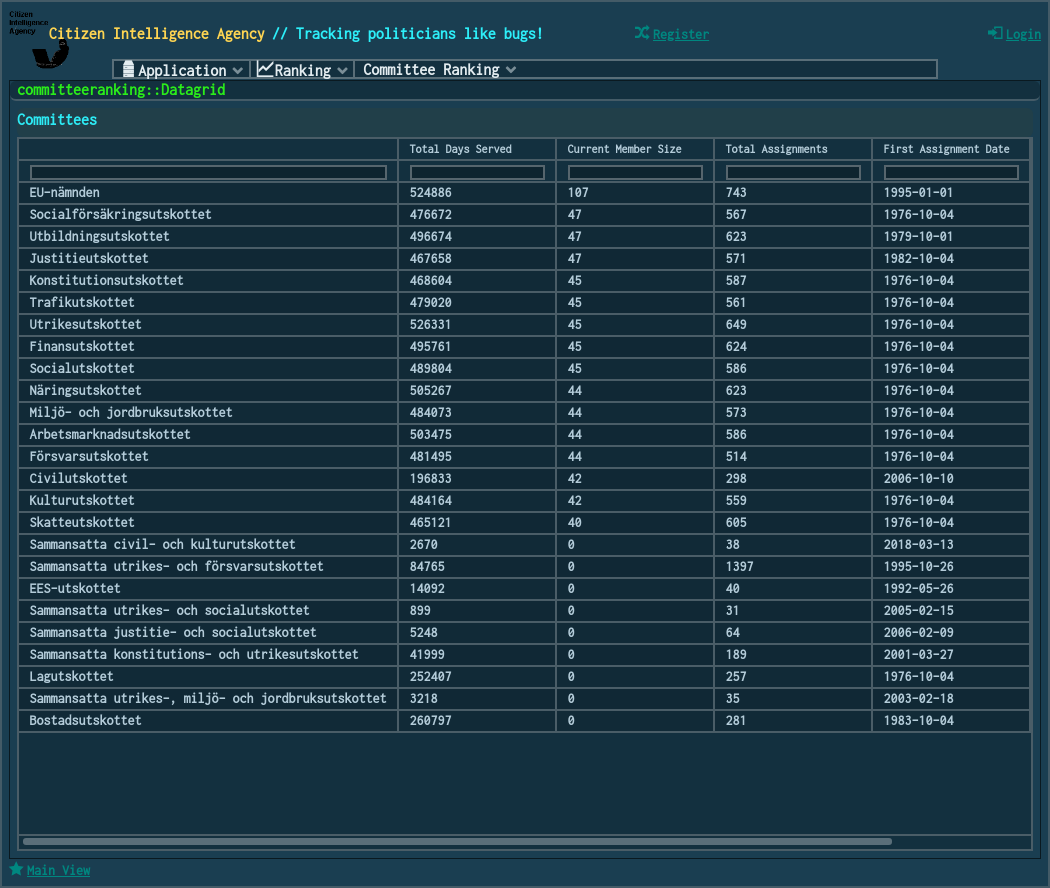 Citizen
Intelligence
Agency
Citizen Intelligence Agency // Tracking politicians like bugs!
Register
Login
Application Ranking Committee Ranking
committeeranking::Datagrid
Committees
Total Days Served Current Member Size Total Assignments First Assignment Date
EU-nämnden 524886 107 743 1995-01-01
Socialförsäkringsutskottet 476672 47 567 1976-10-04
Utbildningsutskottet 496674 47 623 1979-10-01
Justitieutskottet 467658 47 571 1982-10-04
Konstitutionsutskottet 468604 45 587 1976-10-04
Trafikutskottet 479020 45 561 1976-10-04
Utrikesutskottet 526331 45 649 1976-10-04
Finansutskottet 495761 45 624 1976-10-04
Socialutskottet 489804 45 586 1976-10-04
Näringsutskottet 505267 44 623 1976-10-04
Miljö- och jordbruksutskottet 484073 44 573 1976-10-04
Arbetsmarknadsutskottet 503475 44 586 1976-10-04
Försvarsutskottet 481495 44 514 1976-10-04
Civilutskottet 196833 42 298 2006-10-10
Kulturutskottet 484164 42 559 1976-10-04
Skatteutskottet 465121 40 605 1976-10-04
Sammansatta civil- och kulturutskottet 2670 0 38 2018-03-13
Sammansatta utrikes- och försvarsutskottet 84765 0 1397 1995-10-26
EES-utskottet 14092 0 40 1992-05-26
Sammansatta utrikes- och socialutskottet 899 0 31 2005-02-15
Sammansatta justitie- och socialutskottet 5248 0 64 2006-02-09
Sammansatta konstitutions- och utrikesutskottet 41999 0 189 2001-03-27
Lagutskottet 252407 0 257 1976-10-04
Sammansatta utrikes-, miljö- och jordbruksutskottet 3218 0 35 2003-02-18
Bostadsutskottet 260797 0 281 1983-10-04
Main View